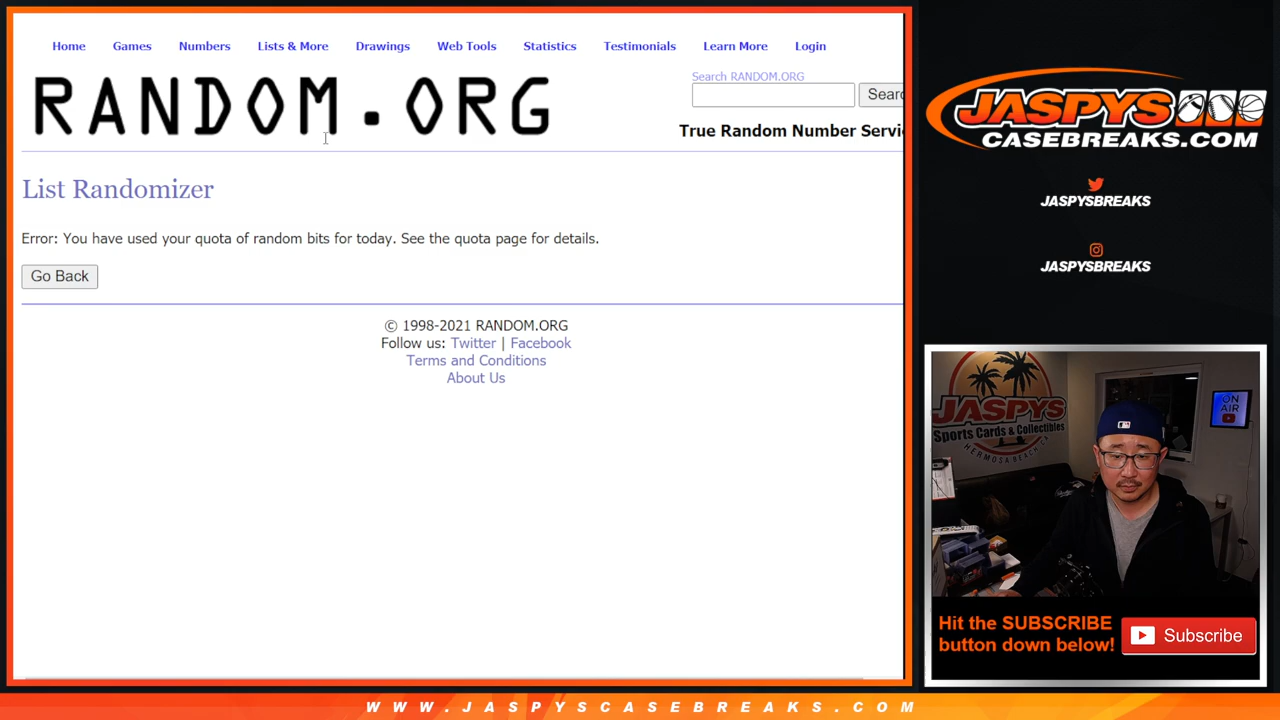 Home Games Numbers Lists & More Drawings Web Tools Statistics Testimonials Learn More Login
RANDOM.ORG
Search RANDOM.ORG
Searc
True Random Number Servi
List Randomizer
Error: You have used your quota of random bits for today. See the quota page for details.
Go Back
© 1998-2021 RANDOM.ORG
Follow us: Twitter | Facebook
Terms and Conditions
About Us
JASPYS
CASEBREAKS.COM
JASPYSBREAKS
JASPYSBREAKS
JASPYS
Sports Cards & Collectibles
HERMOSA BEACH, CA
ON
AIR
Hit the SUBSCRIBE
button down below!
Subscribe
WWW.JASPYSCASEBREAKS.COM